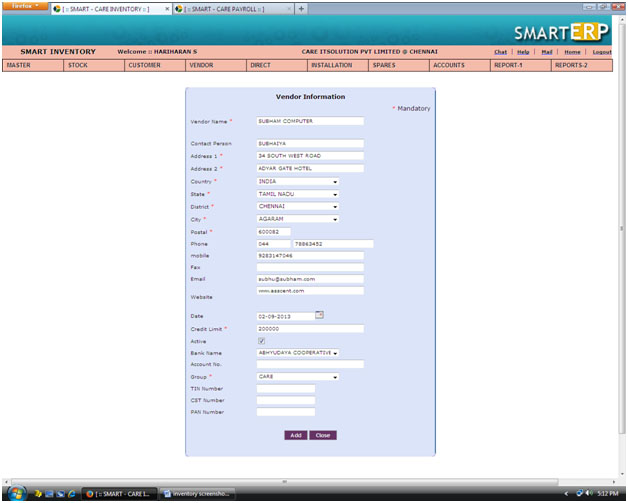 firefox
[ :: SMART - CARE INVENTORY :: ] × [ :: SMART - CARE PAYROLL :: ] × +
SMARTERP
SMART INVENTORY Welcome :: HARIHARAN S CARE ITSOLUTION PVT LIMITED @ CHENNAI Chat | Help | Mail | Home | Logout
MASTER STOCK CUSTOMER VENDOR DIRECT INSTALLATION SPARES ACCOUNTS REPORT-1 REPORTS-2
Vendor Information
* Mandatory
Vendor Name * SUBHAM COMPUTER
Contact Person SUBHAIYA
Address 1 * 34 SOUTH WEST ROAD
Address 2 * ADYAR GATE HOTEL
Country * INDIA
State * TAMIL NADU
District * CHENNAI
City * AGARAM
Postal * 600082
Phone 044 78863452
mobile 9283147046
Fax
Email subhu@subham.com
www.asscent.com
Website
Date 02-09-2013
Credit Limit * 200000
Active
Bank Name ABHYUDAYA COOPERATIVE
Account No.
Group * CARE
TIN Number
CST Number
PAN Number
Add Close
[ :: SMART - CARE I... inventory screensho... 5:12 PM